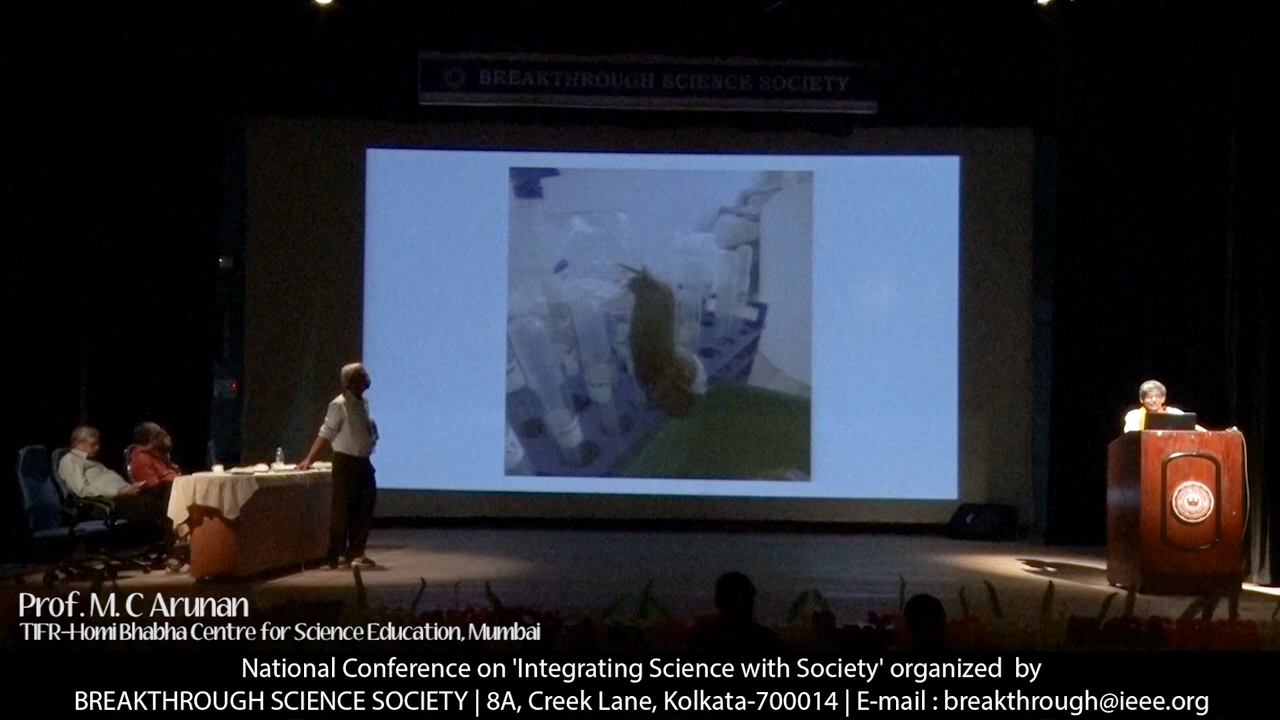 BREAKTHROUGH SCIENCE SOCIETY
Prof. M. C Arunan
TIFR-Homi Bhabha Centre for Science Education, Mumbai
National Conference on 'Integrating Science with Society' organized by
BREAKTHROUGH SCIENCE SOCIETY | 8A, Creek Lane, Kolkata-700014 | E-mail : breakthrough@ieee.org